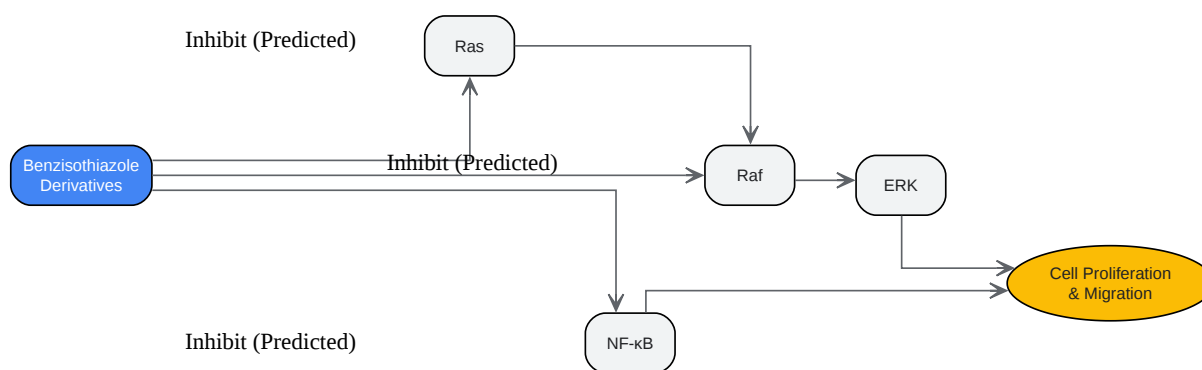 Inhibit (Predicted)
Ras
Benzisothiazole
Derivatives
Inhibit (Predicted)
Raf
ERK
Cell Proliferation
& Migration
Inhibit (Predicted)
NF-κB